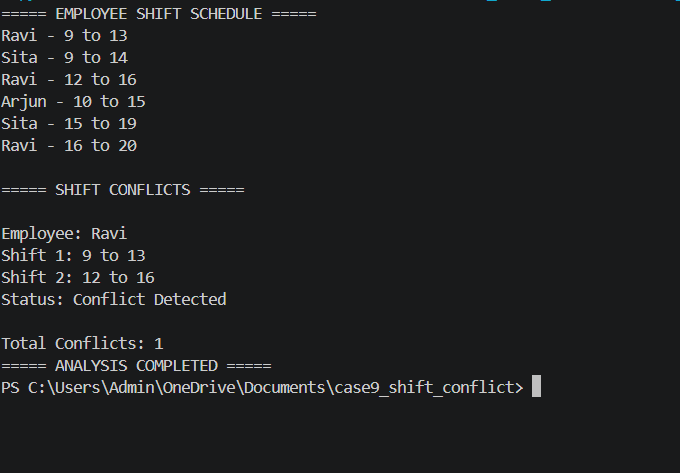 ===== EMPLOYEE SHIFT SCHEDULE =====
Ravi - 9 to 13
Sita - 9 to 14
Ravi - 12 to 16
Arjun - 10 to 15
Sita - 15 to 19
Ravi - 16 to 20
===== SHIFT CONFLICTS =====
Employee: Ravi
Shift 1: 9 to 13
Shift 2: 12 to 16
Status: Conflict Detected
Total Conflicts: 1
===== ANALYSIS COMPLETED =====
PS C:\Users\Admin\OneDrive\Documents\case9_shift_conflict>